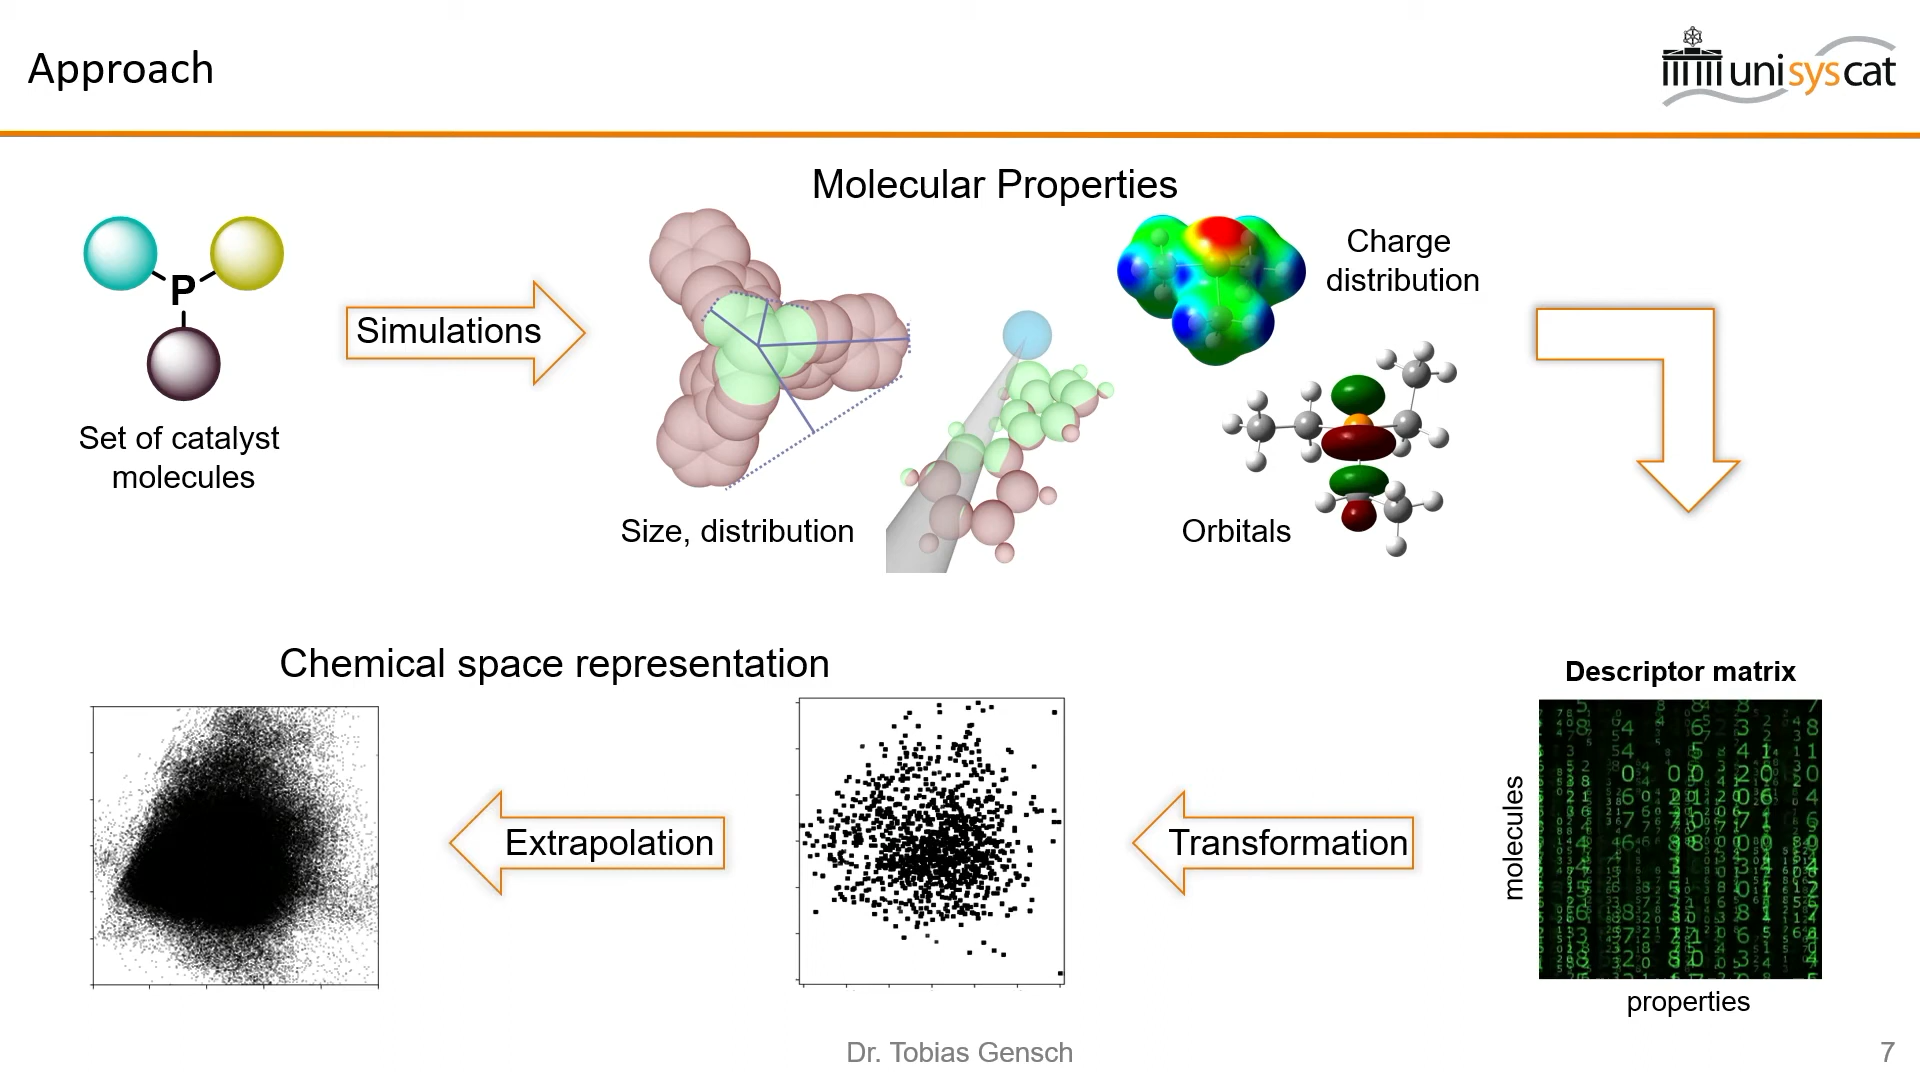 Approach
unisyscat
Molecular Properties
P
Set of catalyst
molecules
Simulations
Size, distribution
Charge
distribution
Orbitals
Chemical space representation
Descriptor matrix
Extrapolation
Transformation
molecules
properties
Dr. Tobias Gensch
7